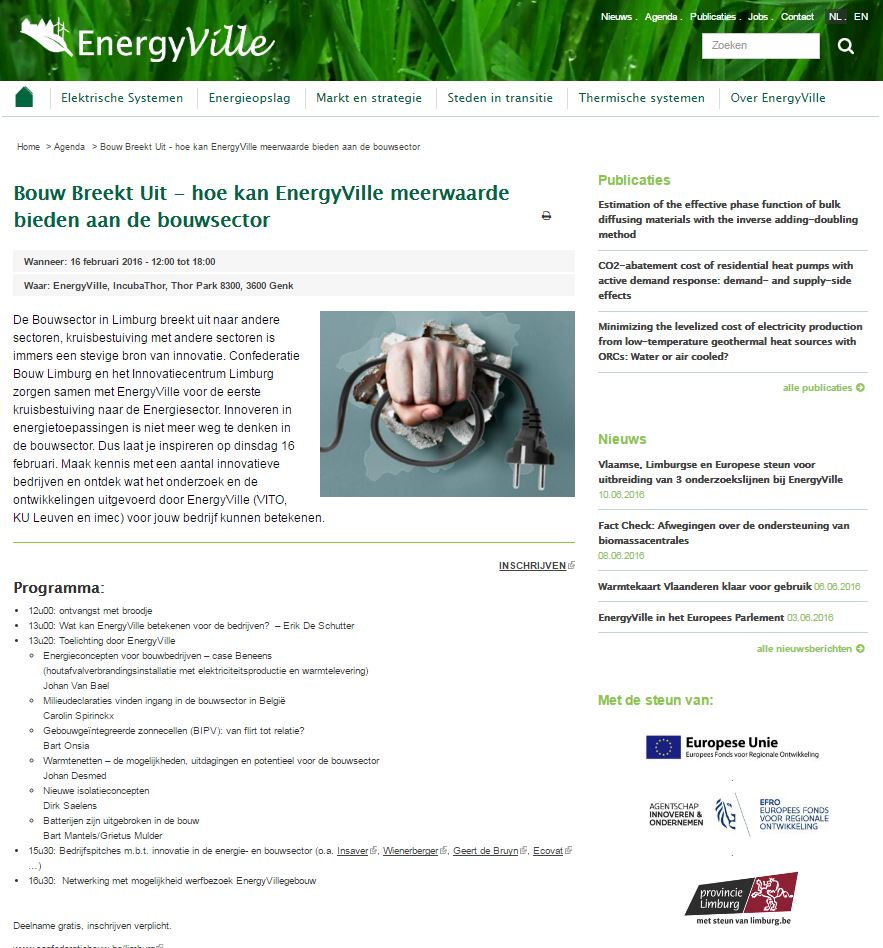 EnergyVille
Nieuws . Agenda . Publicaties . Jobs . Contact NL . EN
Zoeken
Elektrische Systemen Energieopslag Markt en strategie Steden in transitie Thermische systemen Over EnergyVille
Home > Agenda > Bouw Breekt Uit - hoe kan EnergyVille meerwaarde bieden aan de bouwsector
Bouw Breekt Uit - hoe kan EnergyVille meerwaarde
bieden aan de bouwsector
Wanneer: 16 februari 2016 - 12:00 tot 18:00
Waar: EnergyVille, IncubaThor, Thor Park 8300, 3600 Genk
De Bouwsector in Limburg breekt uit naar andere
sectoren, kruisbestuiving met andere sectoren is
immers een stevige bron van innovatie. Confederatie
Bouw Limburg en het Innovatiecentrum Limburg
zorgen samen met EnergyVille voor de eerste
kruisbestuiving naar de Energiesector. Innoveren in
energietoepassingen is niet meer weg te denken in
de bouwsector. Dus laat je inspireren op dinsdag 16
februari. Maak kennis met een aantal innovatieve
bedrijven en ontdek wat het onderzoek en de
ontwikkelingen uitgevoerd door EnergyVille (VITO,
KU Leuven en imec) voor jouw bedrijf kunnen betekenen.
INSCHRIJVEN
Programma:
• 12u00: ontvangst met broodje
• 13u00: Wat kan EnergyVille betekenen voor de bedrijven? – Erik De Schutter
• 13u20: Toelichting door EnergyVille
Energieconcepten voor bouwbedrijven – case Beneens
(houtafvalverbrandingsinstallatie met elektriciteitsproductie en warmtelevering)
Johan Van Bael
Milieudeclaraties vinden ingang in de bouwsector in België
Carolin Spirinckx
Gebouwgeïntegreerde zonnecellen (BIPV): van flirt tot relatie?
Bart Onsia
Warmtenetten – de mogelijkheden, uitdagingen en potentieel voor de bouwsector
Johan Desmed
Nieuwe isolatieconcepten
Dirk Saelens
Batterijen zijn uitgebroken in de bouw
Bart Mantels/Grietus Mulder
• 15u30: Bedrijfspitches m.b.t. innovatie in de energie- en bouwsector (o.a. Insaver, Wienerberger, Geert de Bruyn, Ecovat
…)
• 16u30: Netwerking met mogelijkheid werfbezoek EnergyVillegebouw
Deelname gratis, inschrijven verplicht.
www.confederatiebouw.be/limburg
Publicaties
Estimation of the effective phase function of bulk
diffusing materials with the inverse adding-doubling
method
CO2-abatement cost of residential heat pumps with
active demand response: demand- and supply-side
effects
Minimizing the levelized cost of electricity production
from low-temperature geothermal heat sources with
ORCs: Water or air cooled?
alle publicaties
Nieuws
Vlaamse, Limburgse en Europese steun voor
uitbreiding van 3 onderzoekslijnen bij EnergyVille
10.06.2016
Fact Check: Afwegingen over de ondersteuning van
biomassacentrales
08.06.2016
Warmtekaart Vlaanderen klaar voor gebruik 06.06.2016
EnergyVille in het Europees Parlement 03.06.2016
alle nieuwsberichten
Met de steun van:
Europese Unie
Europees Fonds voor Regionale Ontwikkeling
.
AGENTSCHAP
INNOVEREN &
ONDERNEMEN
EFRO
EUROPEES FONDS
VOOR REGIONALE
ONTWIKKELING
.
provincie
Limburg
met steun van limburg.be